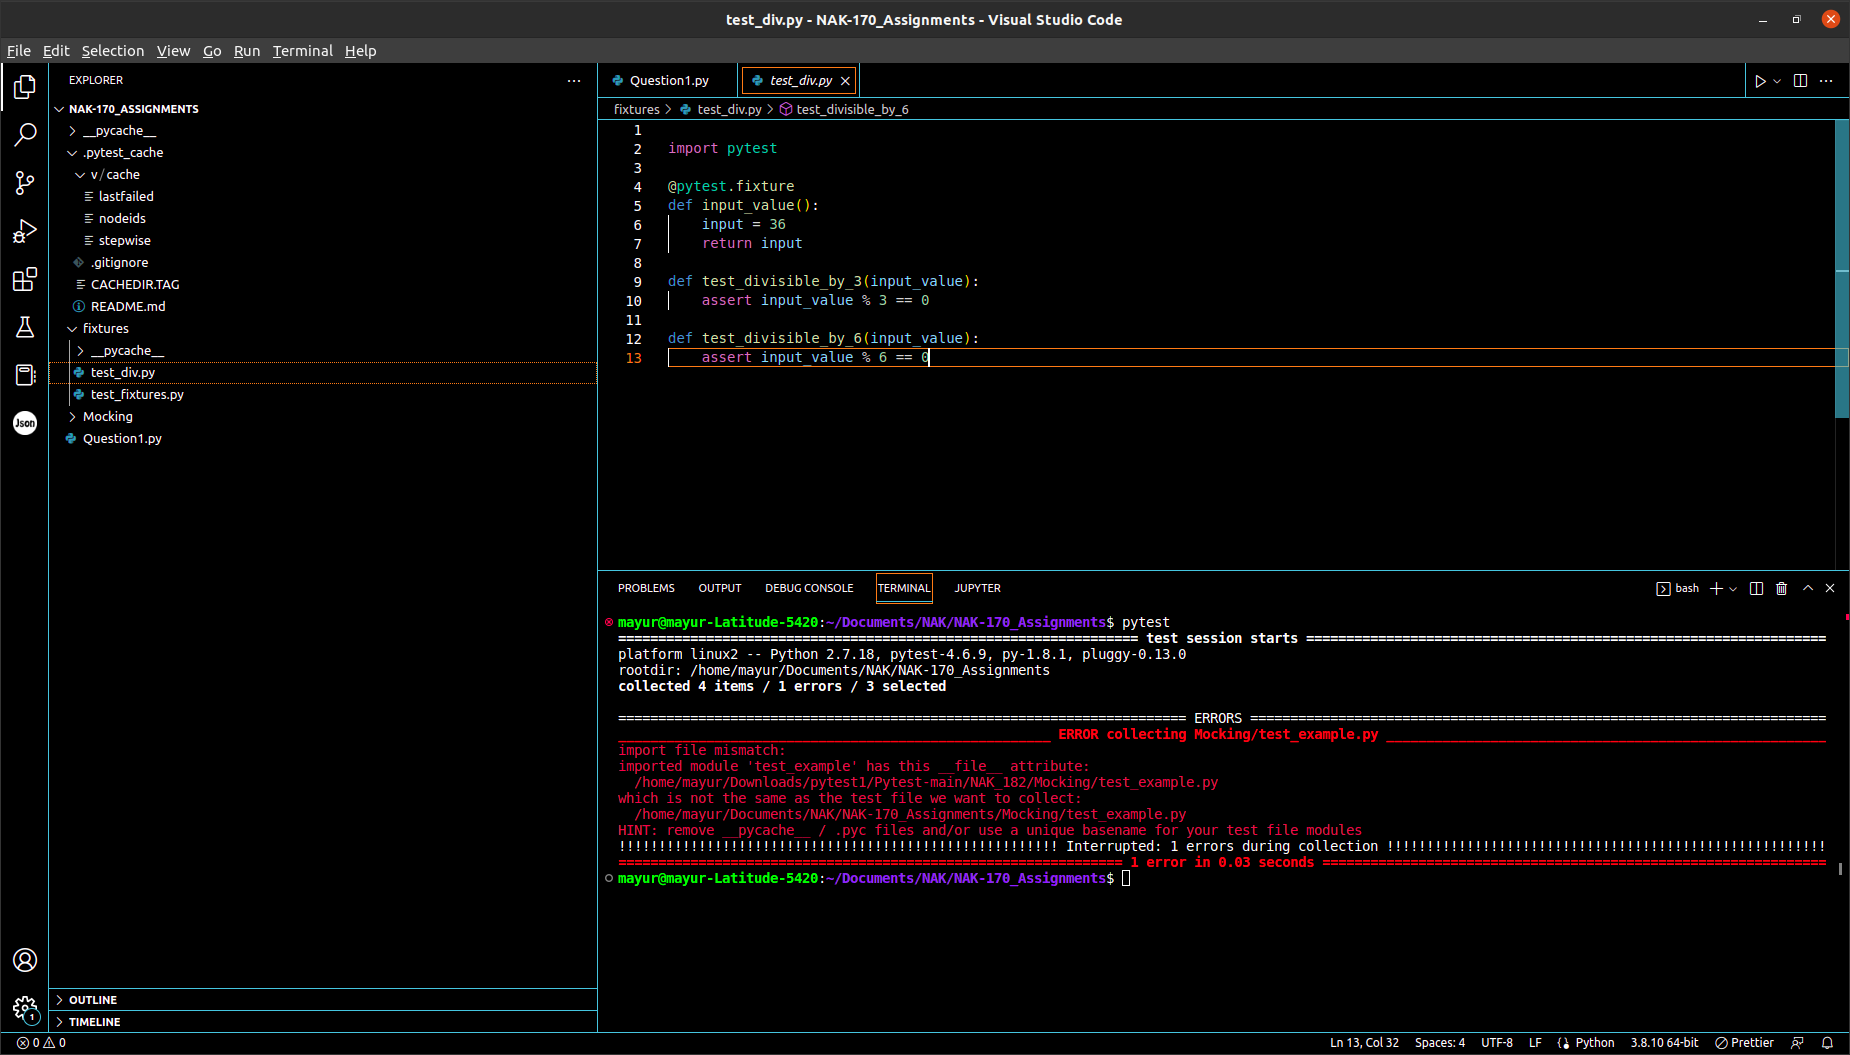 test_div.py - NAK-170_Assignments - Visual Studio Code
File Edit Selection View Go Run Terminal Help
EXPLORER
NAK-170_ASSIGNMENTS
__pycache__
.pytest_cache
v / cache
lastfailed
nodeids
stepwise
.gitignore
CACHEDIR.TAG
README.md
fixtures
__pycache__
test_div.py
test_fixtures.py
Mocking
Question1.py
Json
OUTLINE
TIMELINE
Question1.py test_div.py
fixtures > test_div.py > test_divisible_by_6
1
2 import pytest
3
4 @pytest.fixture
5 def input_value():
6 input = 36
7 return input
8
9 def test_divisible_by_3(input_value):
10 assert input_value % 3 == 0
11
12 def test_divisible_by_6(input_value):
13 assert input_value % 6 == 0
PROBLEMS OUTPUT DEBUG CONSOLE TERMINAL JUPYTER
bash
mayur@mayur-Latitude-5420:~/Documents/NAK/NAK-170_Assignments$ pytest
================================================================= test session starts =================================================================
platform linux2 -- Python 2.7.18, pytest-4.6.9, py-1.8.1, pluggy-0.13.0
rootdir: /home/mayur/Documents/NAK/NAK-170_Assignments
collected 4 items / 1 errors / 3 selected
======================================================================= ERRORS ========================================================================
______________________________________________________ ERROR collecting Mocking/test_example.py _______________________________________________________
import file mismatch:
imported module 'test_example' has this __file__ attribute:
/home/mayur/Downloads/pytest1/Pytest-main/NAK_182/Mocking/test_example.py
which is not the same as the test file we want to collect:
/home/mayur/Documents/NAK/NAK-170_Assignments/Mocking/test_example.py
HINT: remove __pycache__ / .pyc files and/or use a unique basename for your test file modules
!!!!!!!!!!!!!!!!!!!!!!!!!!!!!!!!!!!!!!!!!!!!!!!!!!!!!!! Interrupted: 1 errors during collection !!!!!!!!!!!!!!!!!!!!!!!!!!!!!!!!!!!!!!!!!!!!!!!!!!!!!!!
=============================================================== 1 error in 0.03 seconds ===============================================================
mayur@mayur-Latitude-5420:~/Documents/NAK/NAK-170_Assignments$
1
0 0 Ln 13, Col 32 Spaces: 4 UTF-8 LF Python 3.8.10 64-bit Prettier